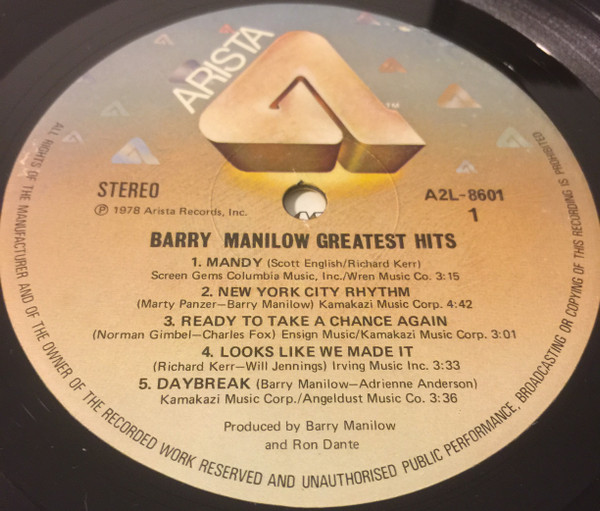 ARISTA
TM
STEREO
℗ 1978 Arista Records, Inc.
A2L-8601
1
BARRY MANILOW GREATEST HITS
1. MANDY (Scott English/Richard Kerr)
Screen Gems Columbia Music, Inc./Wren Music Co. 3:15
2. NEW YORK CITY RHYTHM
(Marty Panzer–Barry Manilow) Kamakazi Music Corp. 4:42
3. READY TO TAKE A CHANCE AGAIN
(Norman Gimbel–Charles Fox) Ensign Music/Kamakazi Music Corp. 3:01
4. LOOKS LIKE WE MADE IT
(Richard Kerr–Will Jennings) Irving Music Inc. 3:33
5. DAYBREAK (Barry Manilow–Adrienne Anderson)
Kamakazi Music Corp./Angeldust Music Co. 3:36
Produced by Barry Manilow
and Ron Dante
ALL RIGHTS OF THE MANUFACTURER AND OF THE OWNER OF THE RECORDED WORK RESERVED AND UNAUTHORISED PUBLIC PERFORMANCE, BROADCASTING OR COPYING OF THIS RECORDING IS PROHIBITED